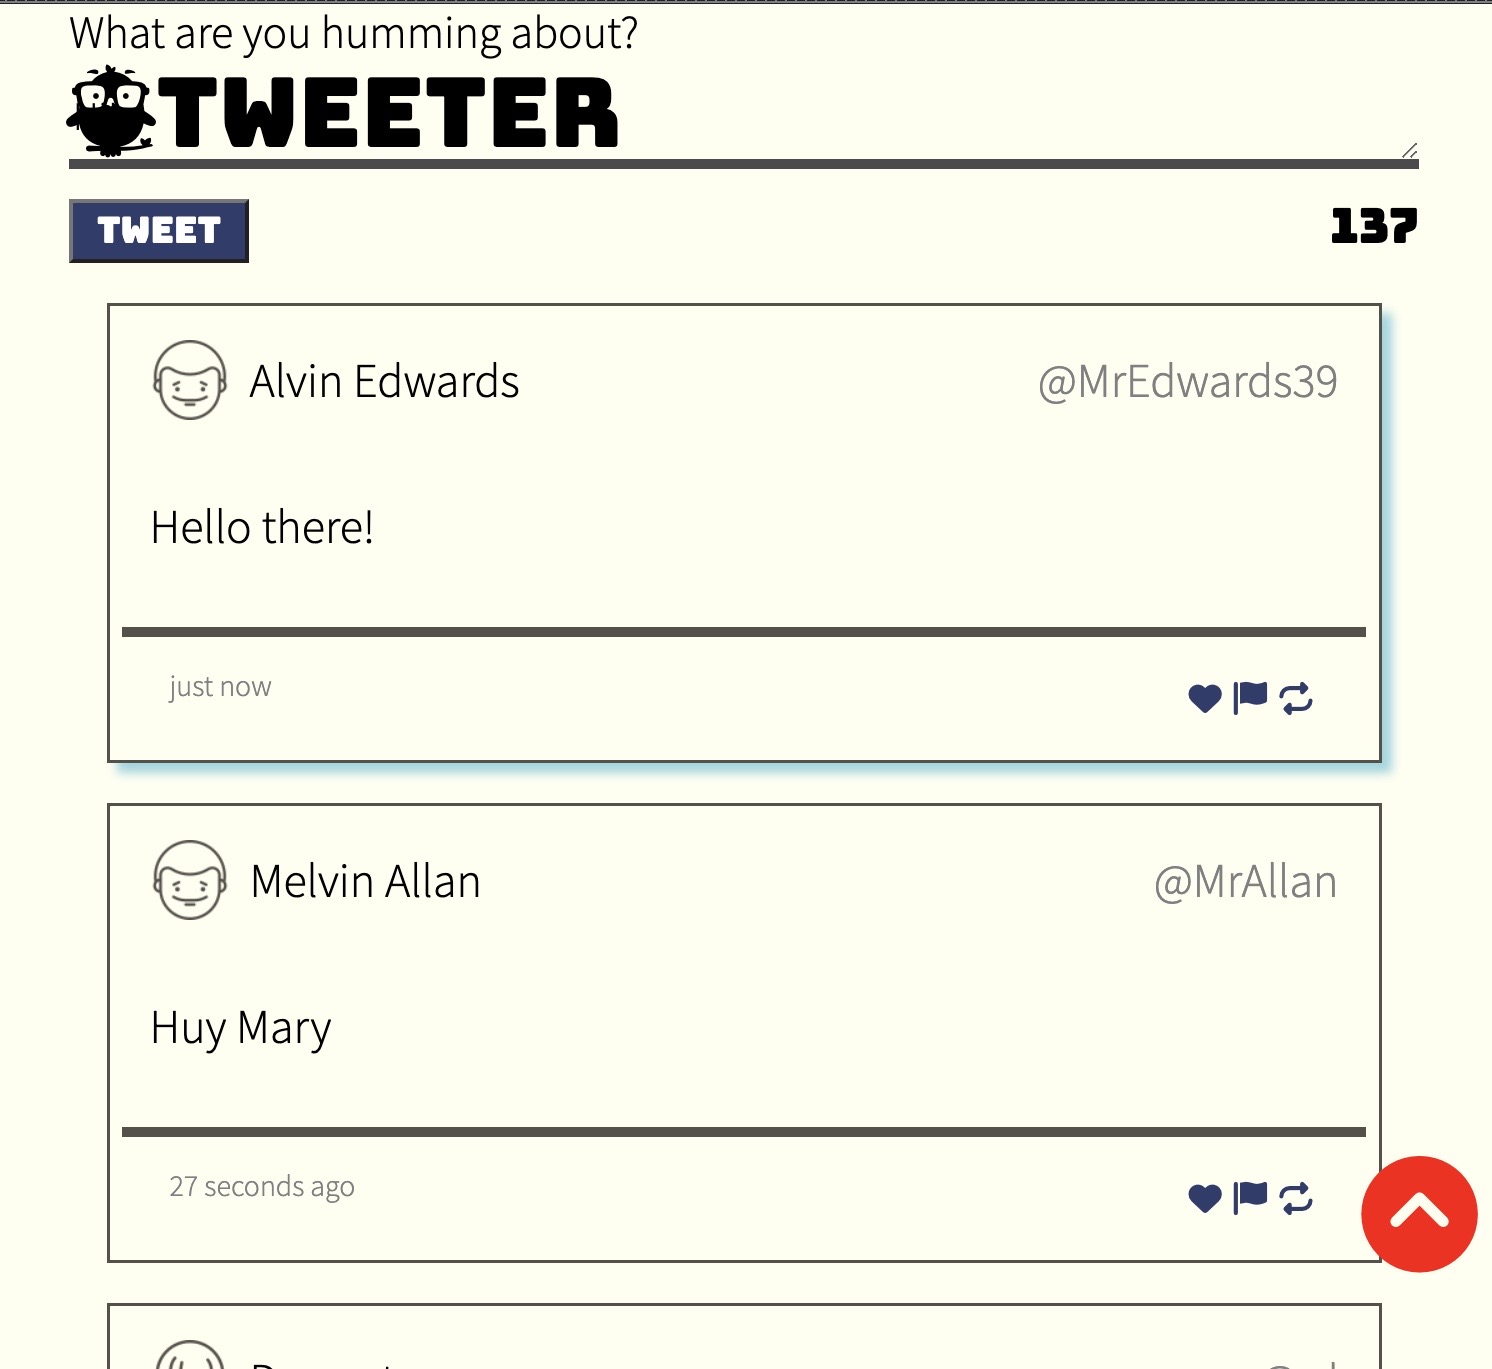 What are you humming about?
TWEETER
TWEET
137
Alvin Edwards
@MrEdwards39
Hello there!
just now
Melvin Allan
@MrAllan
Huy Mary
27 seconds ago